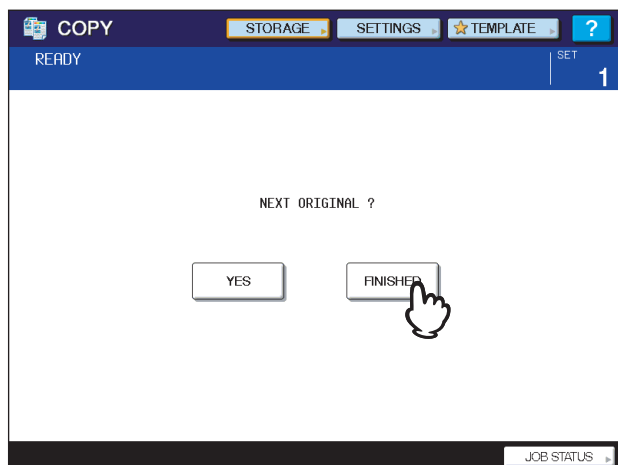 COPY
STORAGE
SETTINGS
TEMPLATE
?
READY
SET
1
NEXT ORIGINAL ?
YES
FINISHED
JOB STATUS